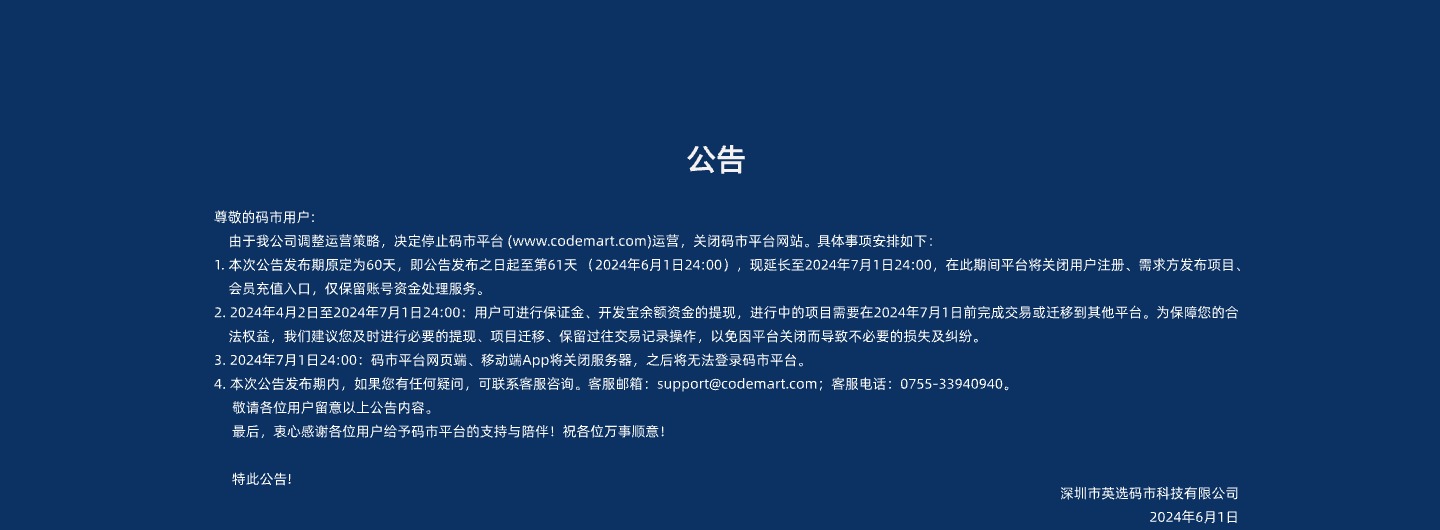 公告
尊敬的码市用户：
由于我公司调整运营策略，决定停止码市平台 (www.codemart.com)运营，关闭码市平台网站。具体事项安排如下：
1. 本次公告发布期原定为60天，即公告发布之日起至第61天 （2024年6月1日24:00），现延长至2024年7月1日24:00，在此期间平台将关闭用户注册、需求方发布项目、
会员充值入口，仅保留账号资金处理服务。
2. 2024年4月2日至2024年7月1日24:00：用户可进行保证金、开发宝余额资金的提现，进行中的项目需要在2024年7月1日前完成交易或迁移到其他平台。为保障您的合
法权益，我们建议您及时进行必要的提现、项目迁移、保留过往交易记录操作，以免因平台关闭而导致不必要的损失及纠纷。
3. 2024年7月1日24:00：码市平台网页端、移动端App将关闭服务器，之后将无法登录码市平台。
4. 本次公告发布期内，如果您有任何疑问，可联系客服咨询。客服邮箱：support@codemart.com；客服电话：0755-33940940。
敬请各位用户留意以上公告内容。
最后，衷心感谢各位用户给予码市平台的支持与陪伴！祝各位万事顺意！
特此公告!
深圳市英选码市科技有限公司
2024年6月1日